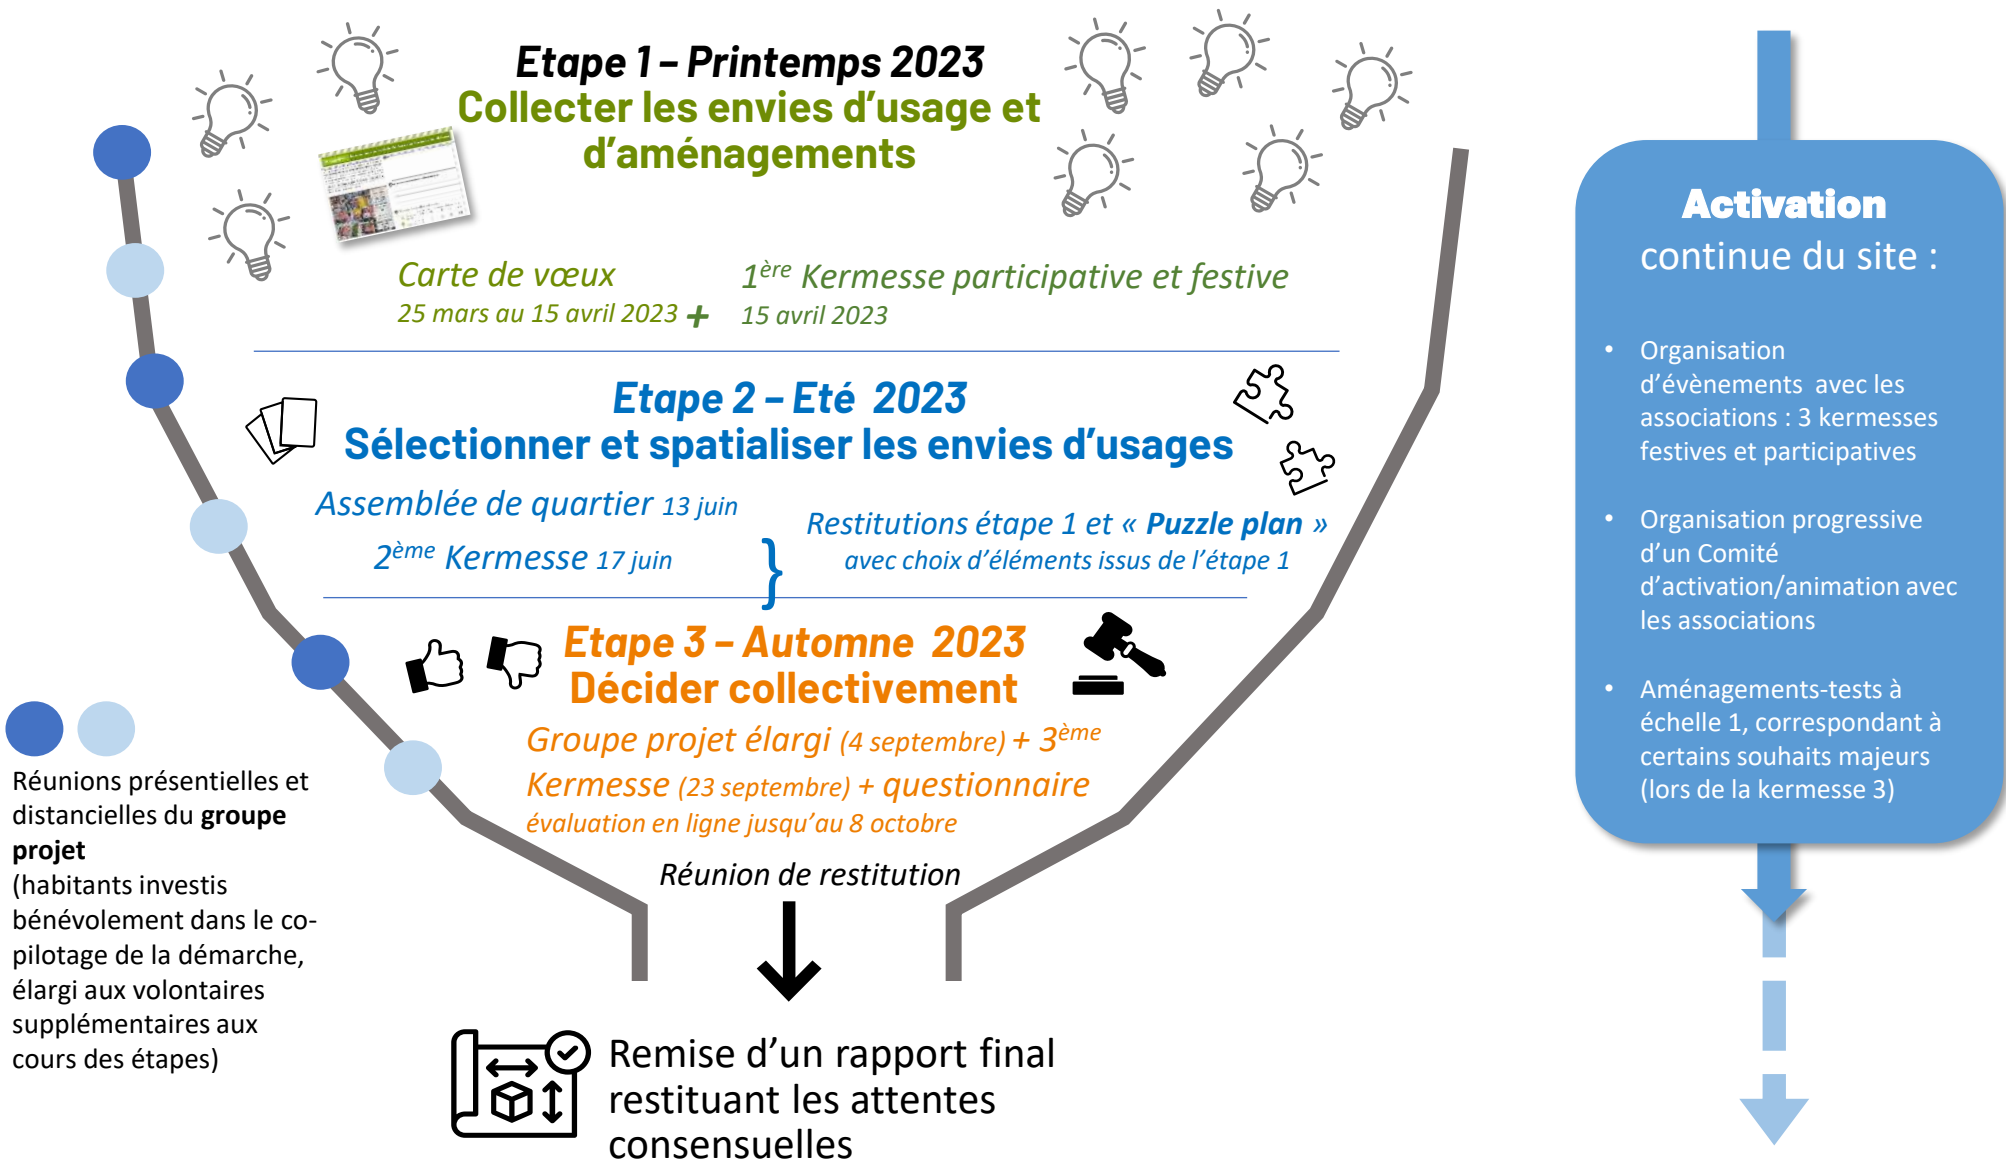 Etape 1 – Printemps 2023
Collecter les envies d’usage et
d’aménagements
Carte de vœux
25 mars au 15 avril 2023
+
1ère Kermesse participative et festive
15 avril 2023
Etape 2 – Eté 2023
Sélectionner et spatialiser les envies d’usages
Assemblée de quartier 13 juin
2ème Kermesse 17 juin
}
Restitutions étape 1 et « Puzzle plan »
avec choix d’éléments issus de l’étape 1
Etape 3 – Automne 2023
Décider collectivement
Groupe projet élargi (4 septembre) + 3ème
Kermesse (23 septembre) + questionnaire
évaluation en ligne jusqu’au 8 octobre
Réunion de restitution
Remise d’un rapport final
restituant les attentes
consensuelles
Réunions présentielles et
distancielles du groupe
projet
(habitants investis
bénévolement dans le co-
pilotage de la démarche,
élargi aux volontaires
supplémentaires aux
cours des étapes)
Activation
continue du site :
• Organisation
d’évènements avec les
associations : 3 kermesses
festives et participatives
• Organisation progressive
d’un Comité
d’activation/animation avec
les associations
• Aménagements-tests à
échelle 1, correspondant à
certains souhaits majeurs
(lors de la kermesse 3)